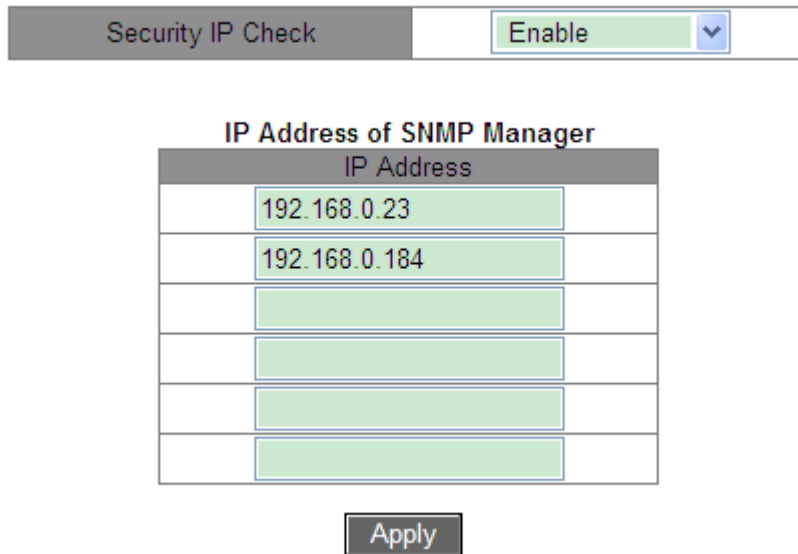 Security IP Check Enable
IP Address of SNMP Manager
IP Address
192.168.0.23
192.168.0.184
Apply